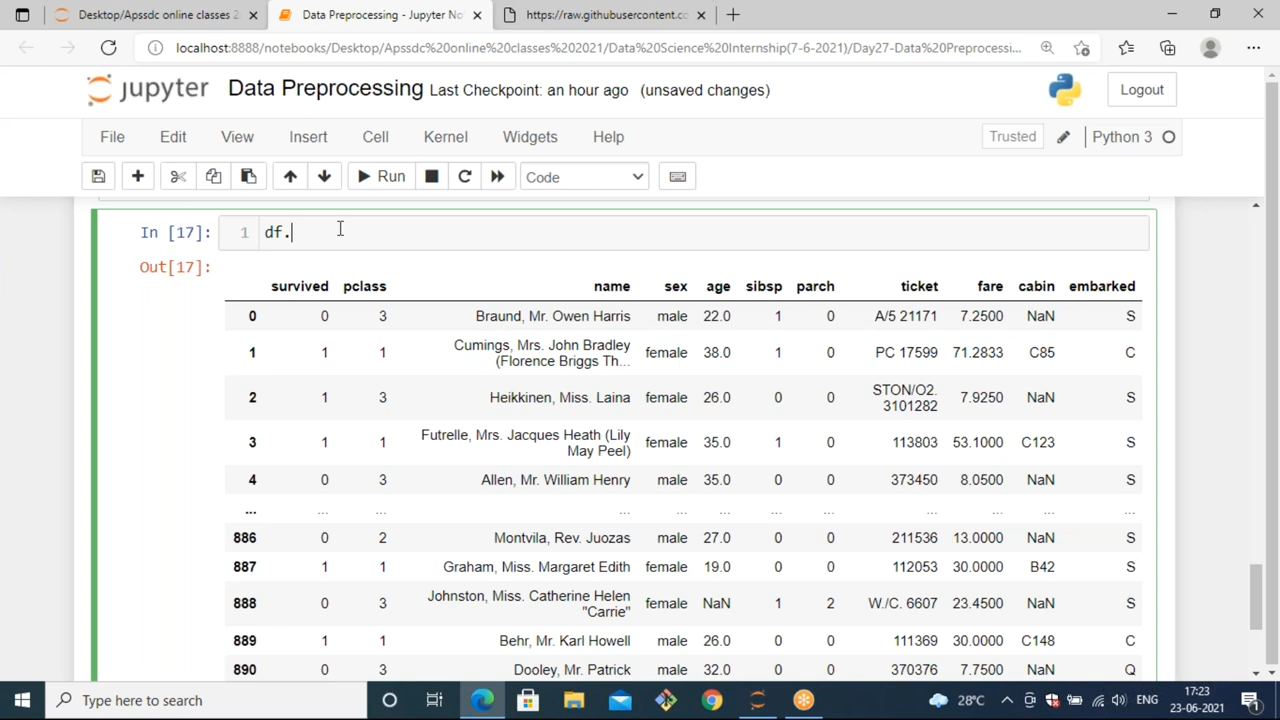 Desktop/Apssdc online classes 2
Data Preprocessing - Jupyter No
https://raw.githubusercontent.c
localhost:8888/notebooks/Desktop/Apssdc%20online%20classes%202021/Data%20Science%20Internship(7-6-2021)/Day27-Data%20Preprocessi...
jupyter Data Preprocessing Last Checkpoint: an hour ago (unsaved changes) Logout
File Edit View Insert Cell Kernel Widgets Help Trusted Python 3
Run Code
In [17]: 1 df.
Out[17]:
survived pclass name sex age sibsp parch ticket fare cabin embarked
0 0 3 Braund, Mr. Owen Harris male 22.0 1 0 A/5 21171 7.2500 NaN S
1 1 1 Cumings, Mrs. John Bradley (Florence Briggs Th... female 38.0 1 0 PC 17599 71.2833 C85 C
2 1 3 Heikkinen, Miss. Laina female 26.0 0 0 STON/O2. 3101282 7.9250 NaN S
3 1 1 Futrelle, Mrs. Jacques Heath (Lily May Peel) female 35.0 1 0 113803 53.1000 C123 S
4 0 3 Allen, Mr. William Henry male 35.0 0 0 373450 8.0500 NaN S
... ... ... ... ... ... ... ... ... ... ... ...
886 0 2 Montvila, Rev. Juozas male 27.0 0 0 211536 13.0000 NaN S
887 1 1 Graham, Miss. Margaret Edith female 19.0 0 0 112053 30.0000 B42 S
888 0 3 Johnston, Miss. Catherine Helen "Carrie" female NaN 1 2 W./C. 6607 23.4500 NaN S
889 1 1 Behr, Mr. Karl Howell male 26.0 0 0 111369 30.0000 C148 C
890 0 3 Dooley, Mr. Patrick male 32.0 0 0 370376 7.7500 NaN Q
Type here to search
28°C ENG
17:23
23-06-2021
1